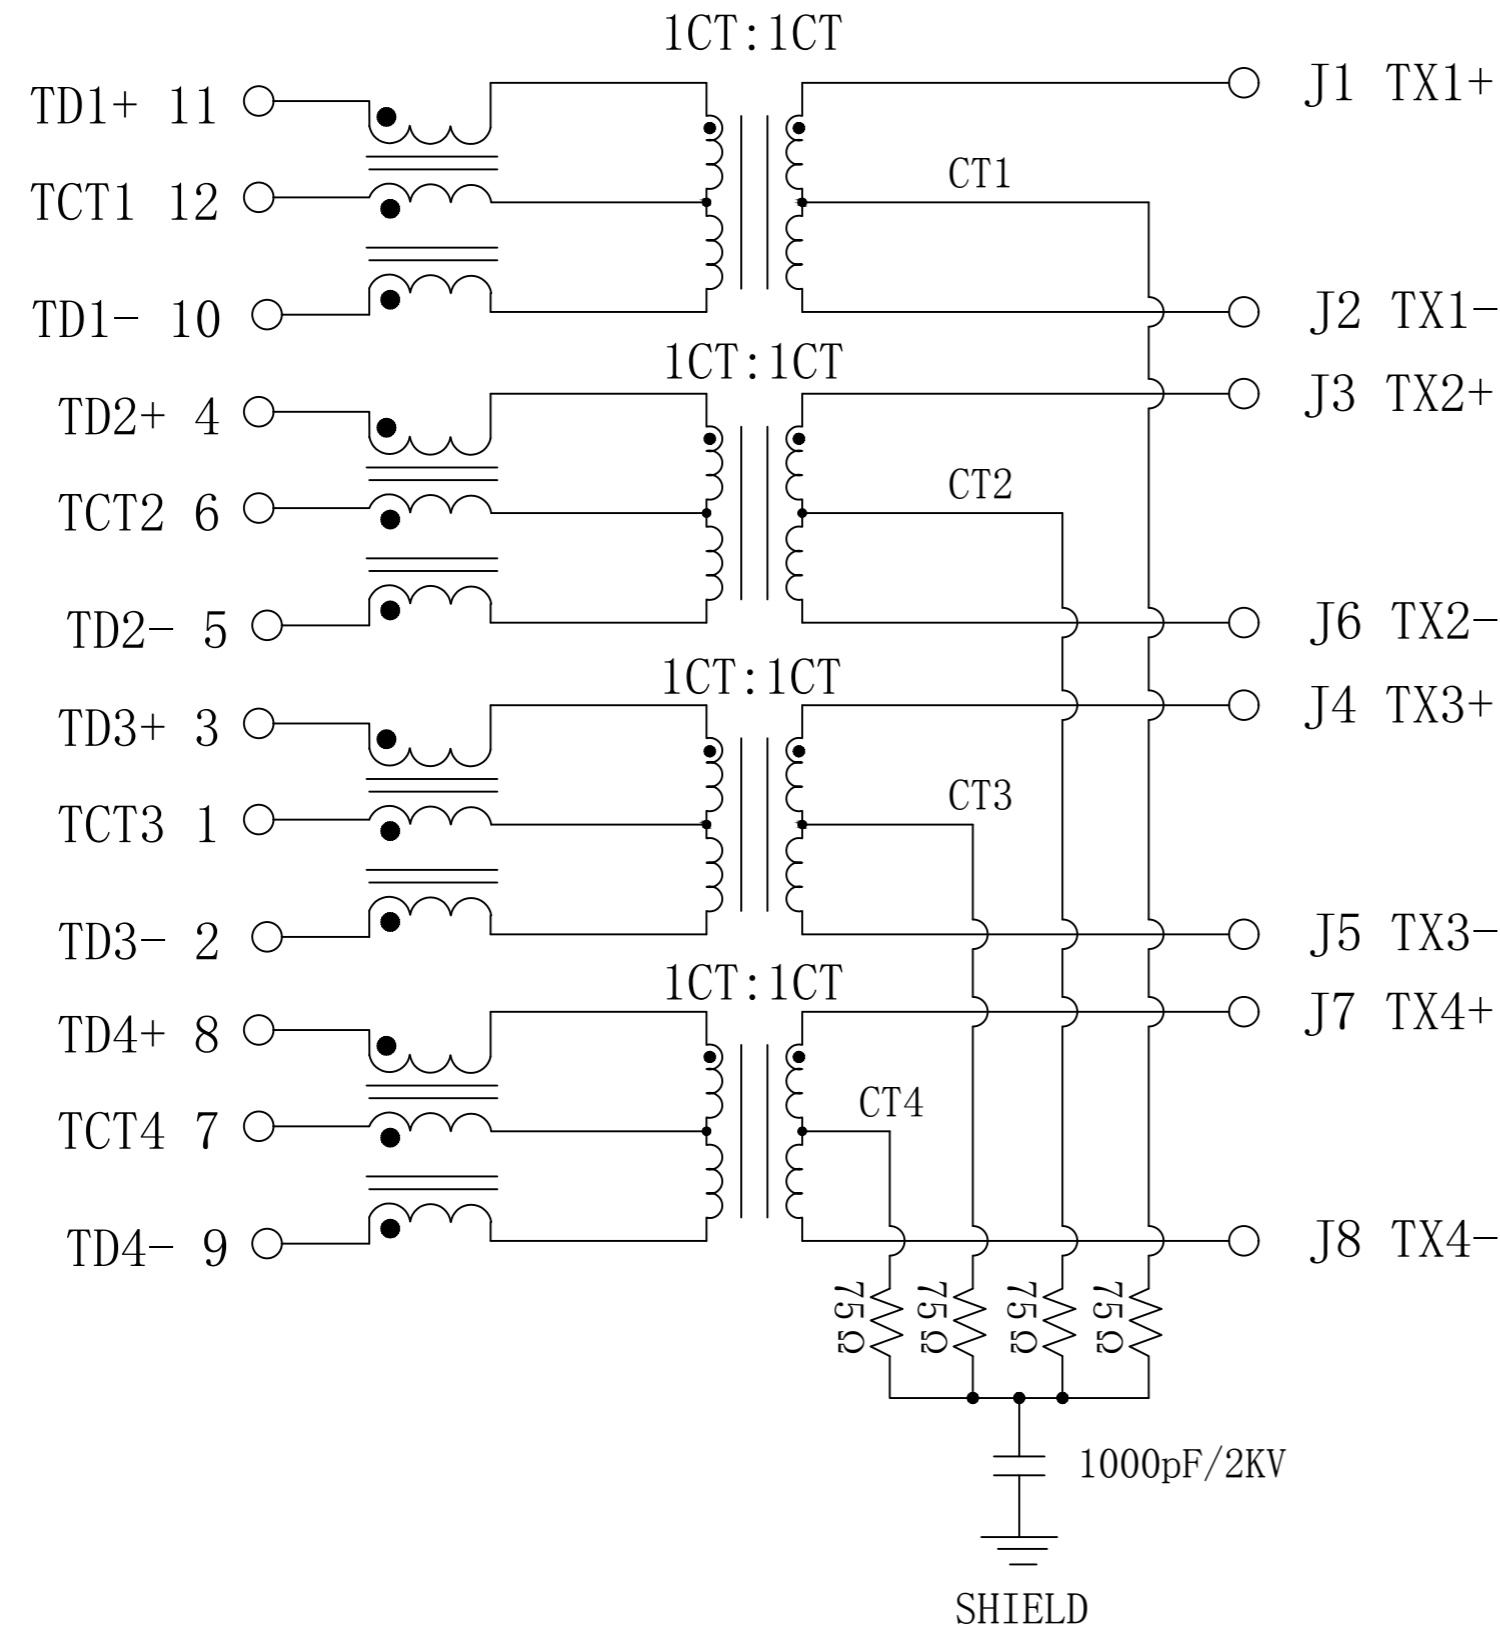 1CT:1CT
TD1+ 11
J1 TX1+
CT1
TCT1 12
TD1- 10
J2 TX1-
1CT:1CT
TD2+ 4
J3 TX2+
CT2
TCT2 6
TD2- 5
J6 TX2-
1CT:1CT
TD3+ 3
J4 TX3+
CT3
TCT3 1
TD3- 2
J5 TX3-
1CT:1CT
TD4+ 8
J7 TX4+
CT4
TCT4 7
TD4- 9
J8 TX4-
75Ω
75Ω
75Ω
75Ω
1000pF/2KV
SHIELD